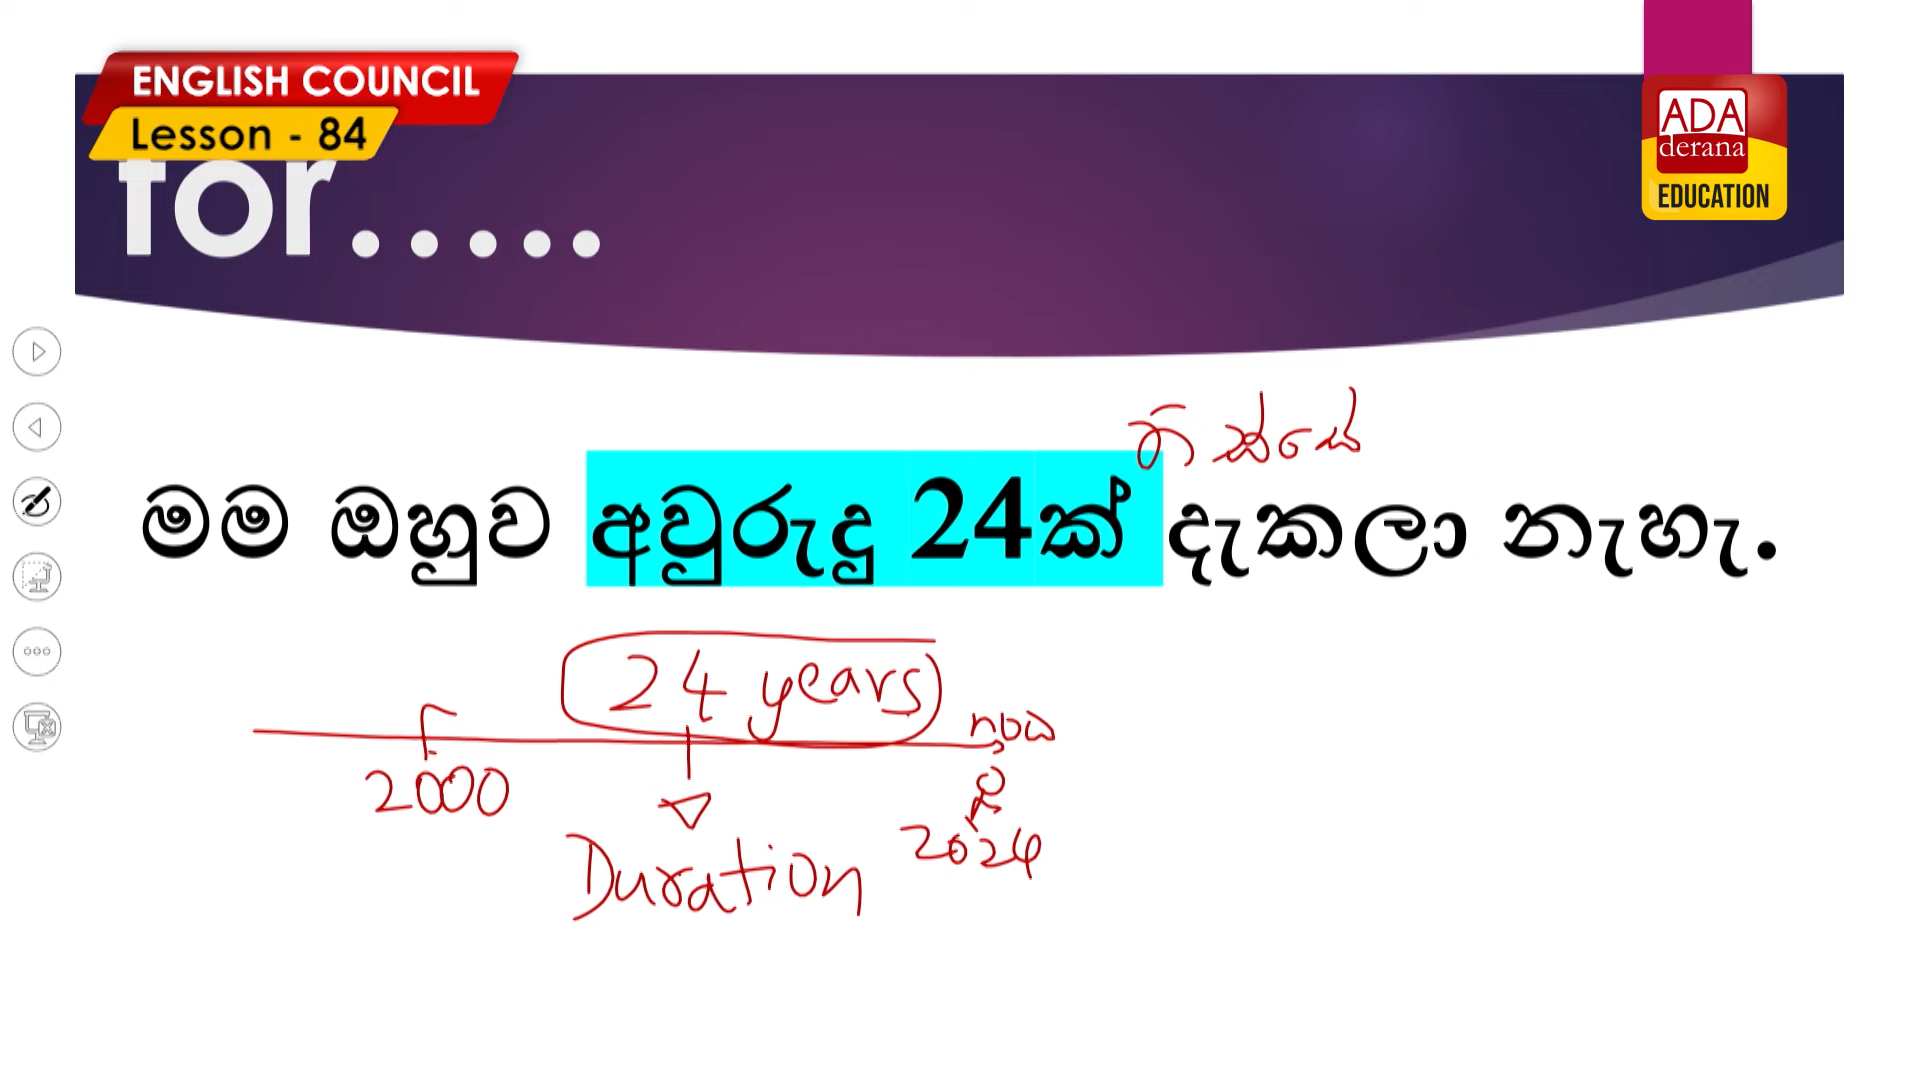 ENGLISH COUNCIL
Lesson - 84
ADA
derana
EDUCATION
for.....
තිස්සේ
මම ඔහුව අවුරුදු 24ක් දැකලා නැහැ.
24 years
now
2000
2024
Duration